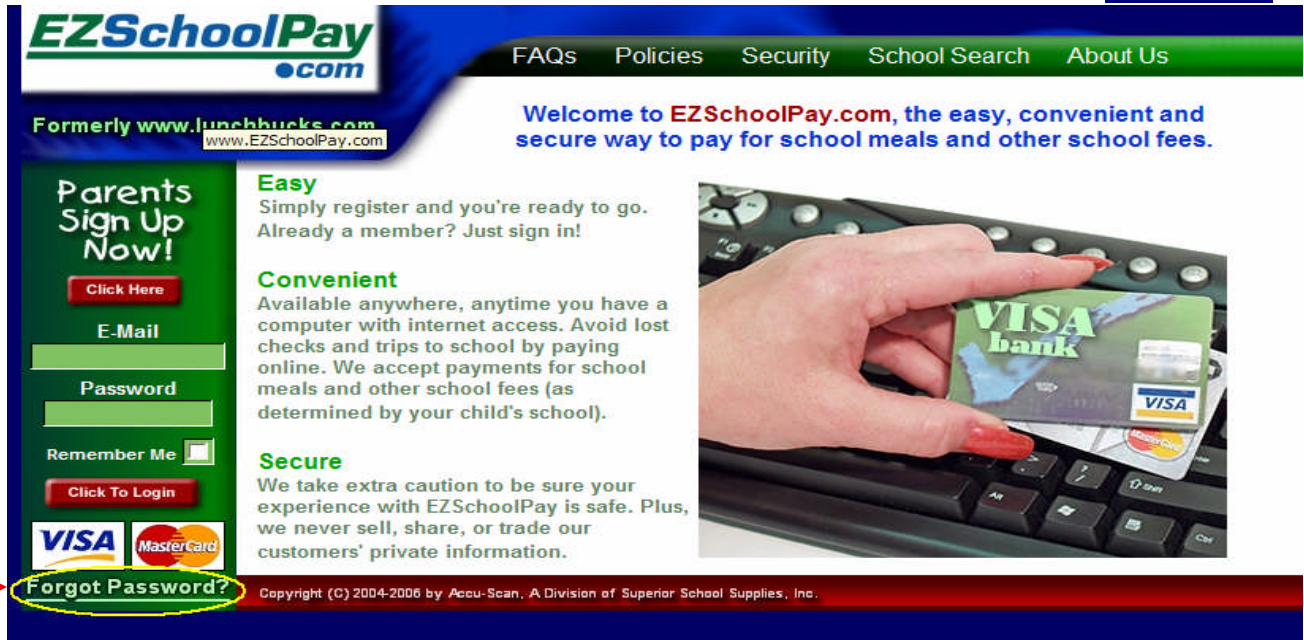 EZSchoolPay
.com
FAQs Policies Security School Search About Us
Formerly www.lunchbucks.com
www.EZSchoolPay.com
Welcome to EZSchoolPay.com, the easy, convenient and
secure way to pay for school meals and other school fees.
Parents
Sign Up
Now!
Click Here
E-Mail
Password
Remember Me
Click To Login
VISA MasterCard
Forgot Password?
Easy
Simply register and you're ready to go.
Already a member? Just sign in!
Convenient
Available anywhere, anytime you have a
computer with internet access. Avoid lost
checks and trips to school by paying
online. We accept payments for school
meals and other school fees (as
determined by your child's school).
Secure
We take extra caution to be sure your
experience with EZSchoolPay is safe. Plus,
we never sell, share, or trade our
customers' private information.
VISA
bank
VISA
MasterCard
AR
Shift
Ctrl
Copyright (C) 2004-2006 by Accu-Scan, A Division of Superior School Supplies, Inc.